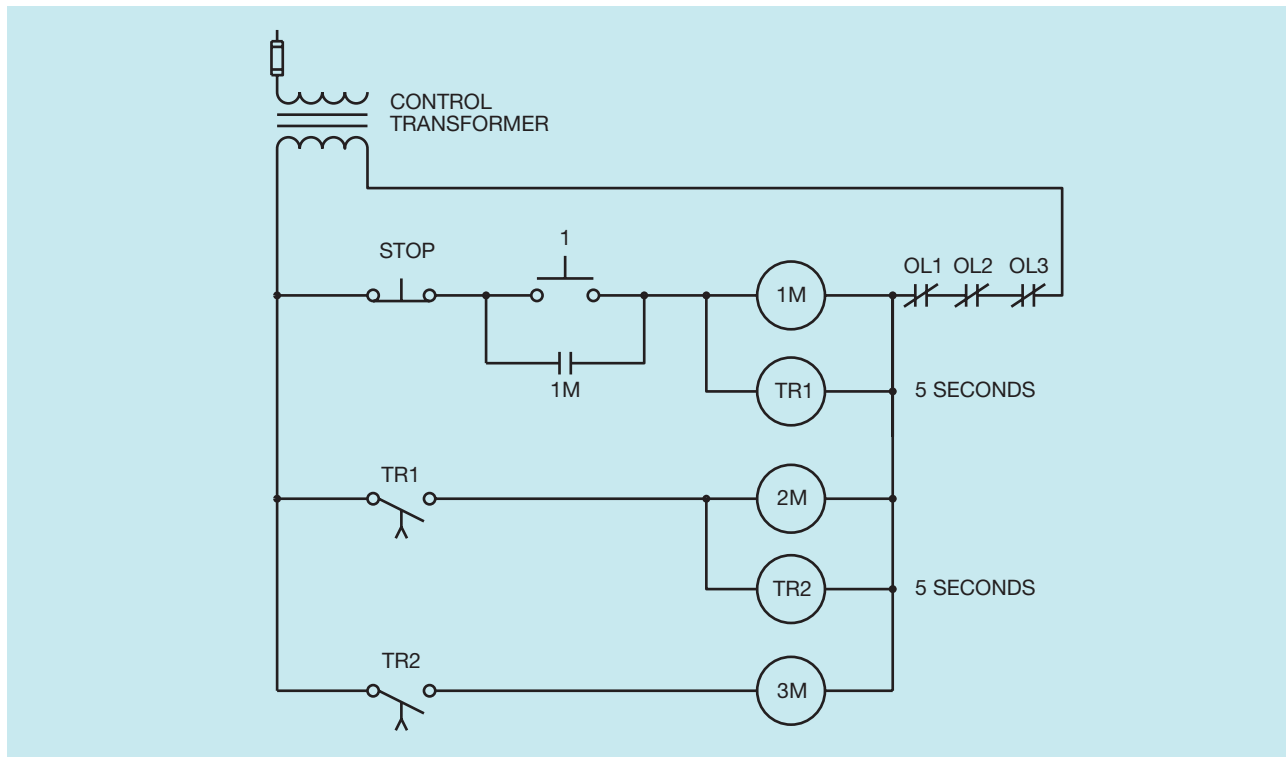 CONTROL
TRANSFORMER
1
STOP
OL1 OL2 OL3
1M
1M
TR1
5 SECONDS
TR1
2M
TR2
5 SECONDS
TR2
3M